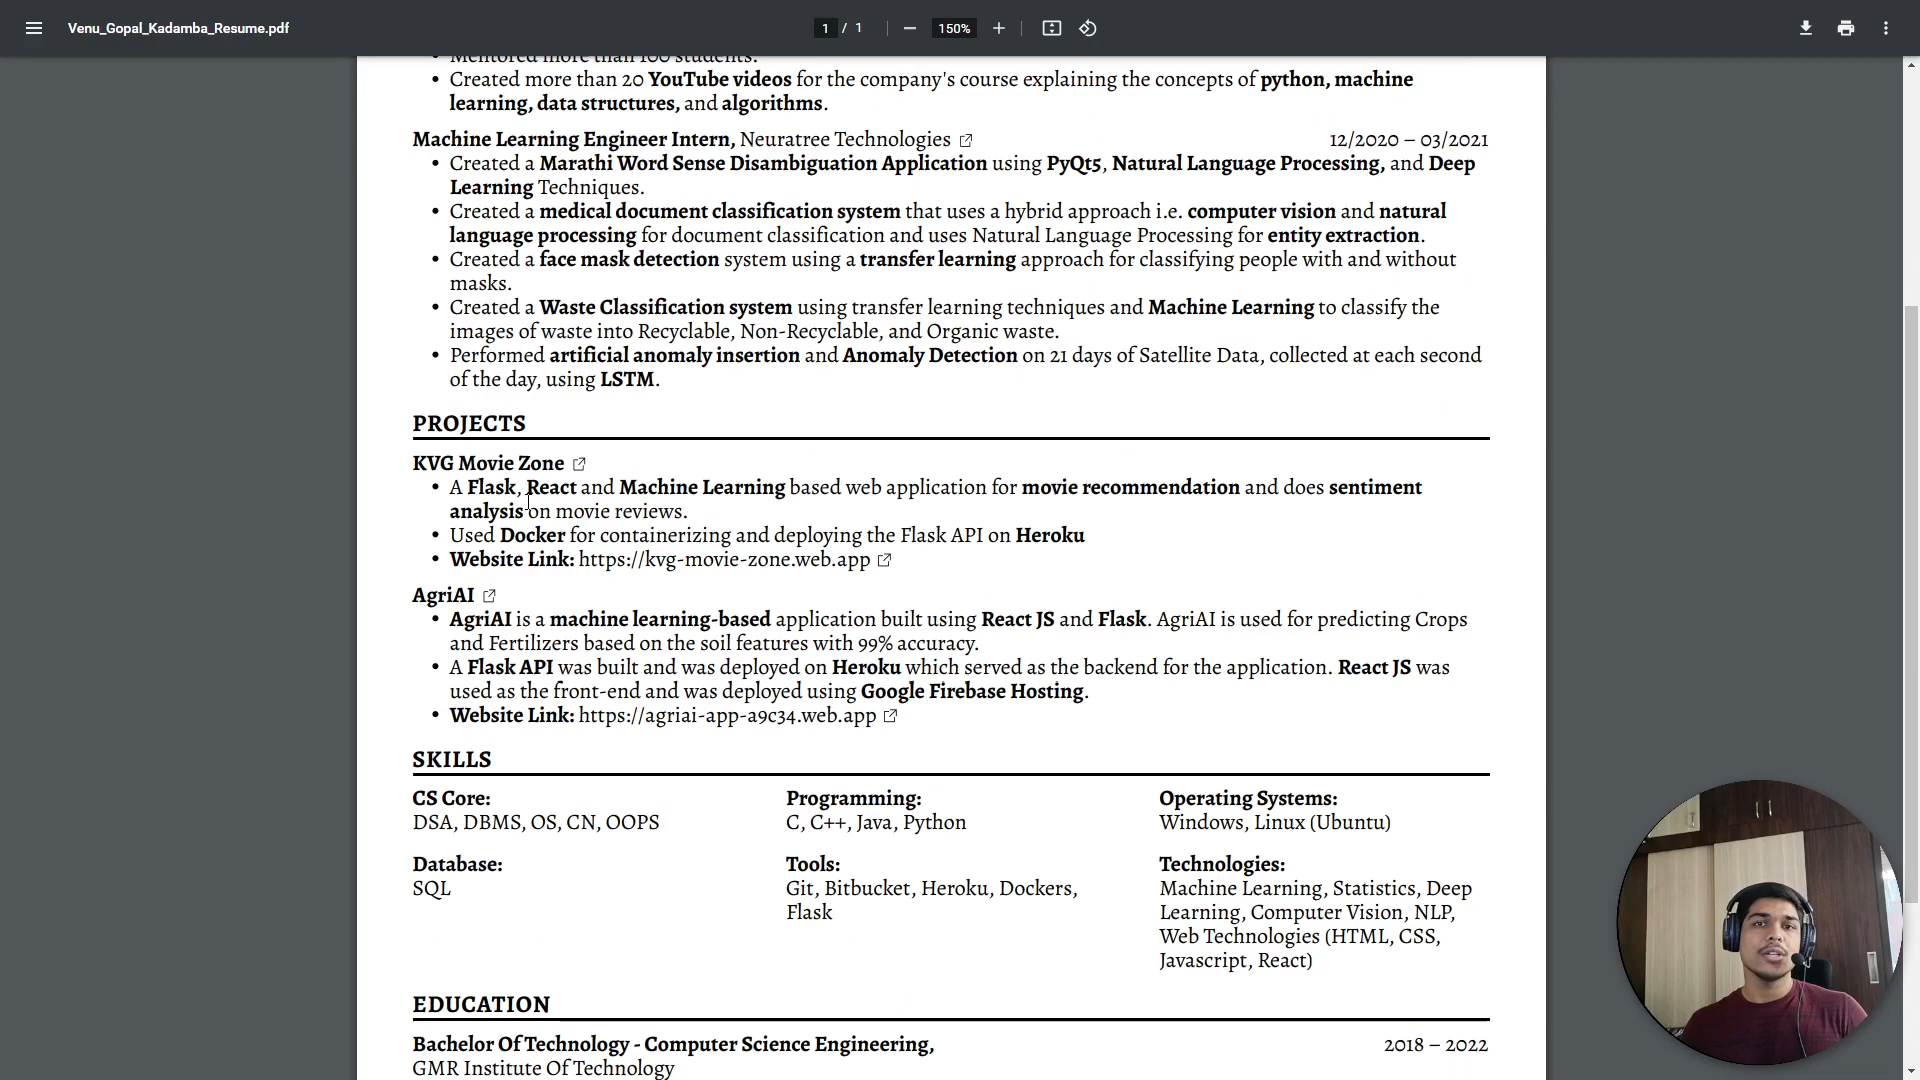 Venu_Gopal_Kadamba_Resume.pdf
1 / 1
150%
• Mentored more than 100 students.
• Created more than 20 YouTube videos for the company's course explaining the concepts of python, machine
learning, data structures, and algorithms.
Machine Learning Engineer Intern, Neuratree Technologies 12/2020 – 03/2021
• Created a Marathi Word Sense Disambiguation Application using PyQt5, Natural Language Processing, and Deep
Learning Techniques.
• Created a medical document classification system that uses a hybrid approach i.e. computer vision and natural
language processing for document classification and uses Natural Language Processing for entity extraction.
• Created a face mask detection system using a transfer learning approach for classifying people with and without
masks.
• Created a Waste Classification system using transfer learning techniques and Machine Learning to classify the
images of waste into Recyclable, Non-Recyclable, and Organic waste.
• Performed artificial anomaly insertion and Anomaly Detection on 21 days of Satellite Data, collected at each second
of the day, using LSTM.
PROJECTS
KVG Movie Zone
• A Flask, React and Machine Learning based web application for movie recommendation and does sentiment
analysis on movie reviews.
• Used Docker for containerizing and deploying the Flask API on Heroku
• Website Link: https://kvg-movie-zone.web.app
AgriAI
• AgriAI is a machine learning-based application built using React JS and Flask. AgriAI is used for predicting Crops
and Fertilizers based on the soil features with 99% accuracy.
• A Flask API was built and was deployed on Heroku which served as the backend for the application. React JS was
used as the front-end and was deployed using Google Firebase Hosting.
• Website Link: https://agriai-app-a9c34.web.app
SKILLS
CS Core:
DSA, DBMS, OS, CN, OOPS
Programming:
C, C++, Java, Python
Operating Systems:
Windows, Linux (Ubuntu)
Database:
SQL
Tools:
Git, Bitbucket, Heroku, Dockers,
Flask
Technologies:
Machine Learning, Statistics, Deep
Learning, Computer Vision, NLP,
Web Technologies (HTML, CSS,
Javascript, React)
EDUCATION
Bachelor Of Technology - Computer Science Engineering, 2018 – 2022
GMR Institute Of Technology